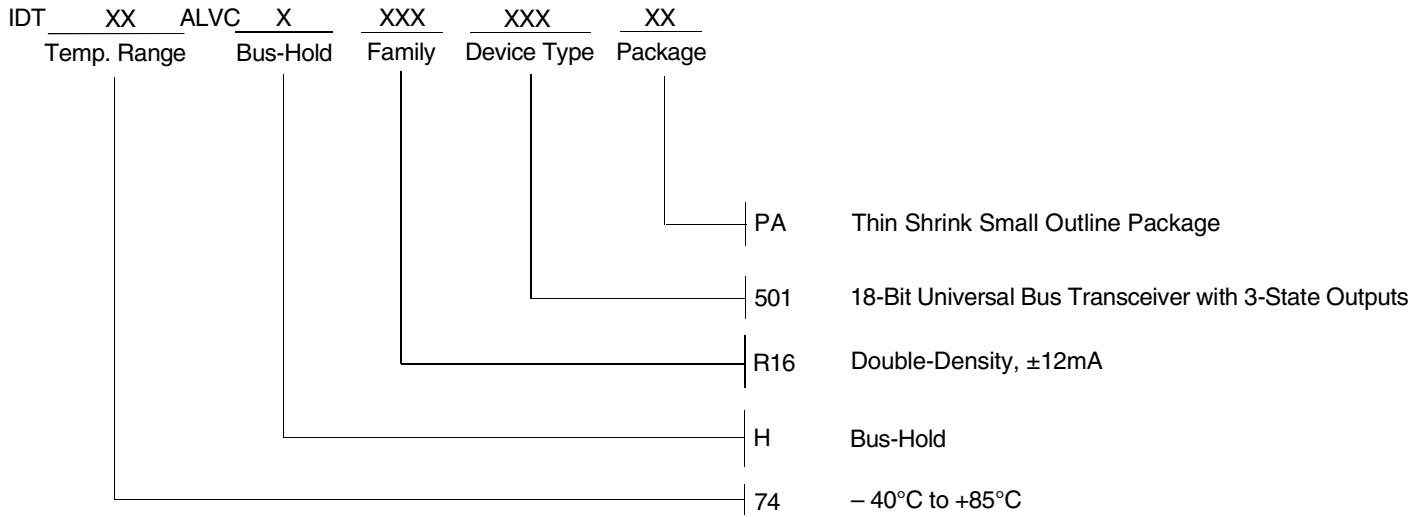 IDT XX ALVC X XXX XXX XX
Temp. Range Bus-Hold Family Device Type Package
PA Thin Shrink Small Outline Package
501 18-Bit Universal Bus Transceiver with 3-State Outputs
R16 Double-Density, ±12mA
H Bus-Hold
74 – 40°C to +85°C